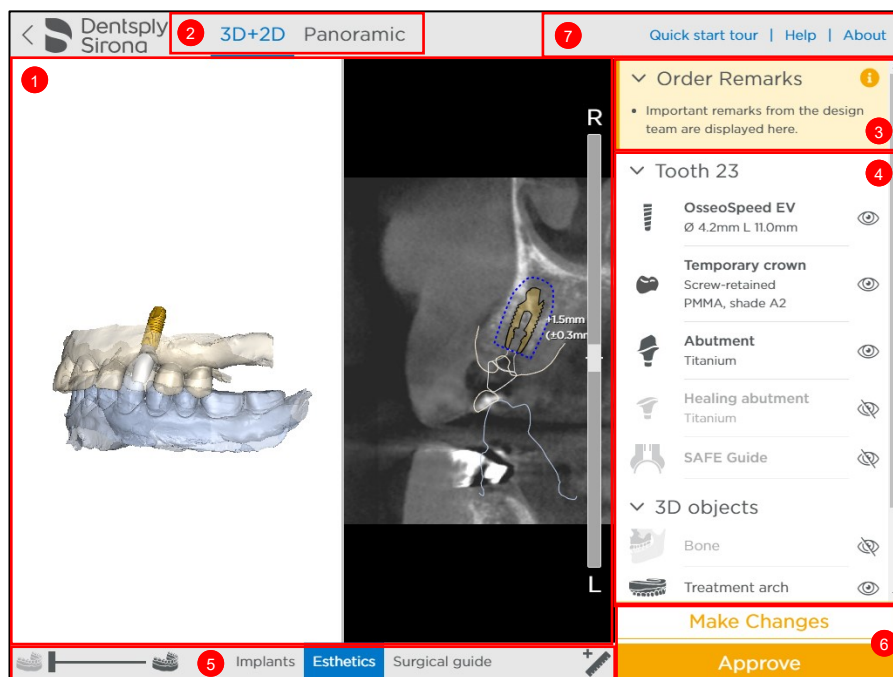 Dentsply
Sirona
2
3D+2D
Panoramic
7
Quick start tour | Help | About
1
Order Remarks
i
• Important remarks from the design
team are displayed here.
3
R
4
Tooth 23
OsseoSpeed EV
Ø 4.2mm L 11.0mm
Temporary crown
Screw-retained
PMMA, shade A2
+1.5mm
(±0.3mm
Abutment
Titanium
Healing abutment
Titanium
SAFE Guide
3D objects
Bone
L
Treatment arch
Make Changes
6
5
Implants
Esthetics
Surgical guide
Approve